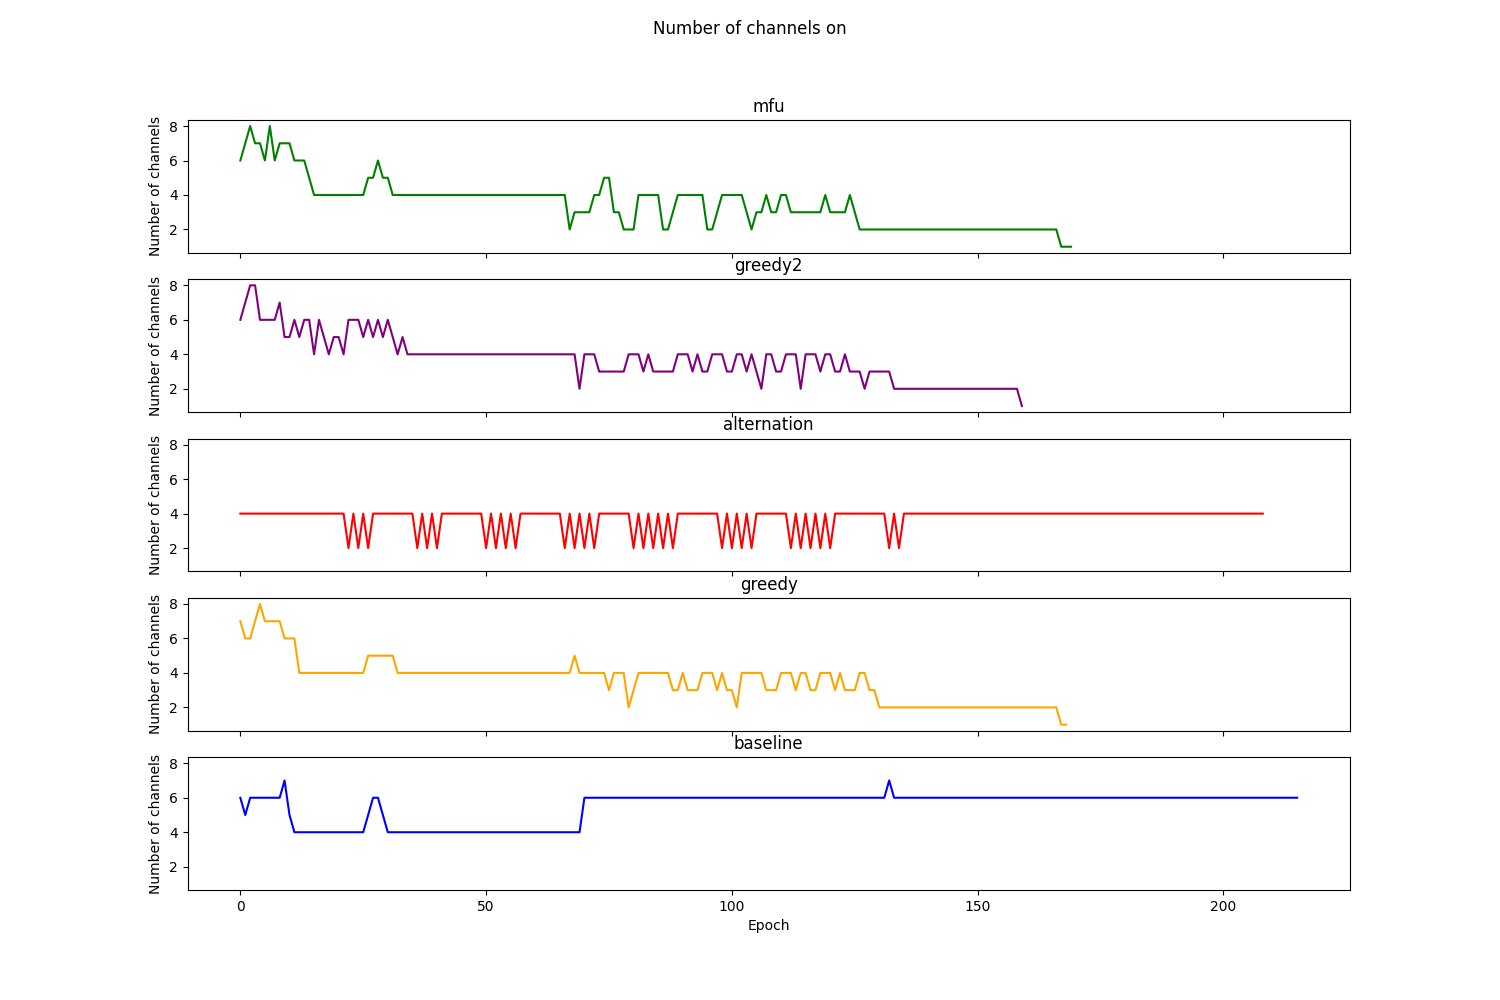 Number of channels on
mfu
Number of channels
8
6
4
2
greedy2
Number of channels
8
6
4
2
alternation
Number of channels
8
6
4
2
greedy
Number of channels
8
6
4
2
baseline
Number of channels
8
6
4
2
0 50 100 150 200
Epoch